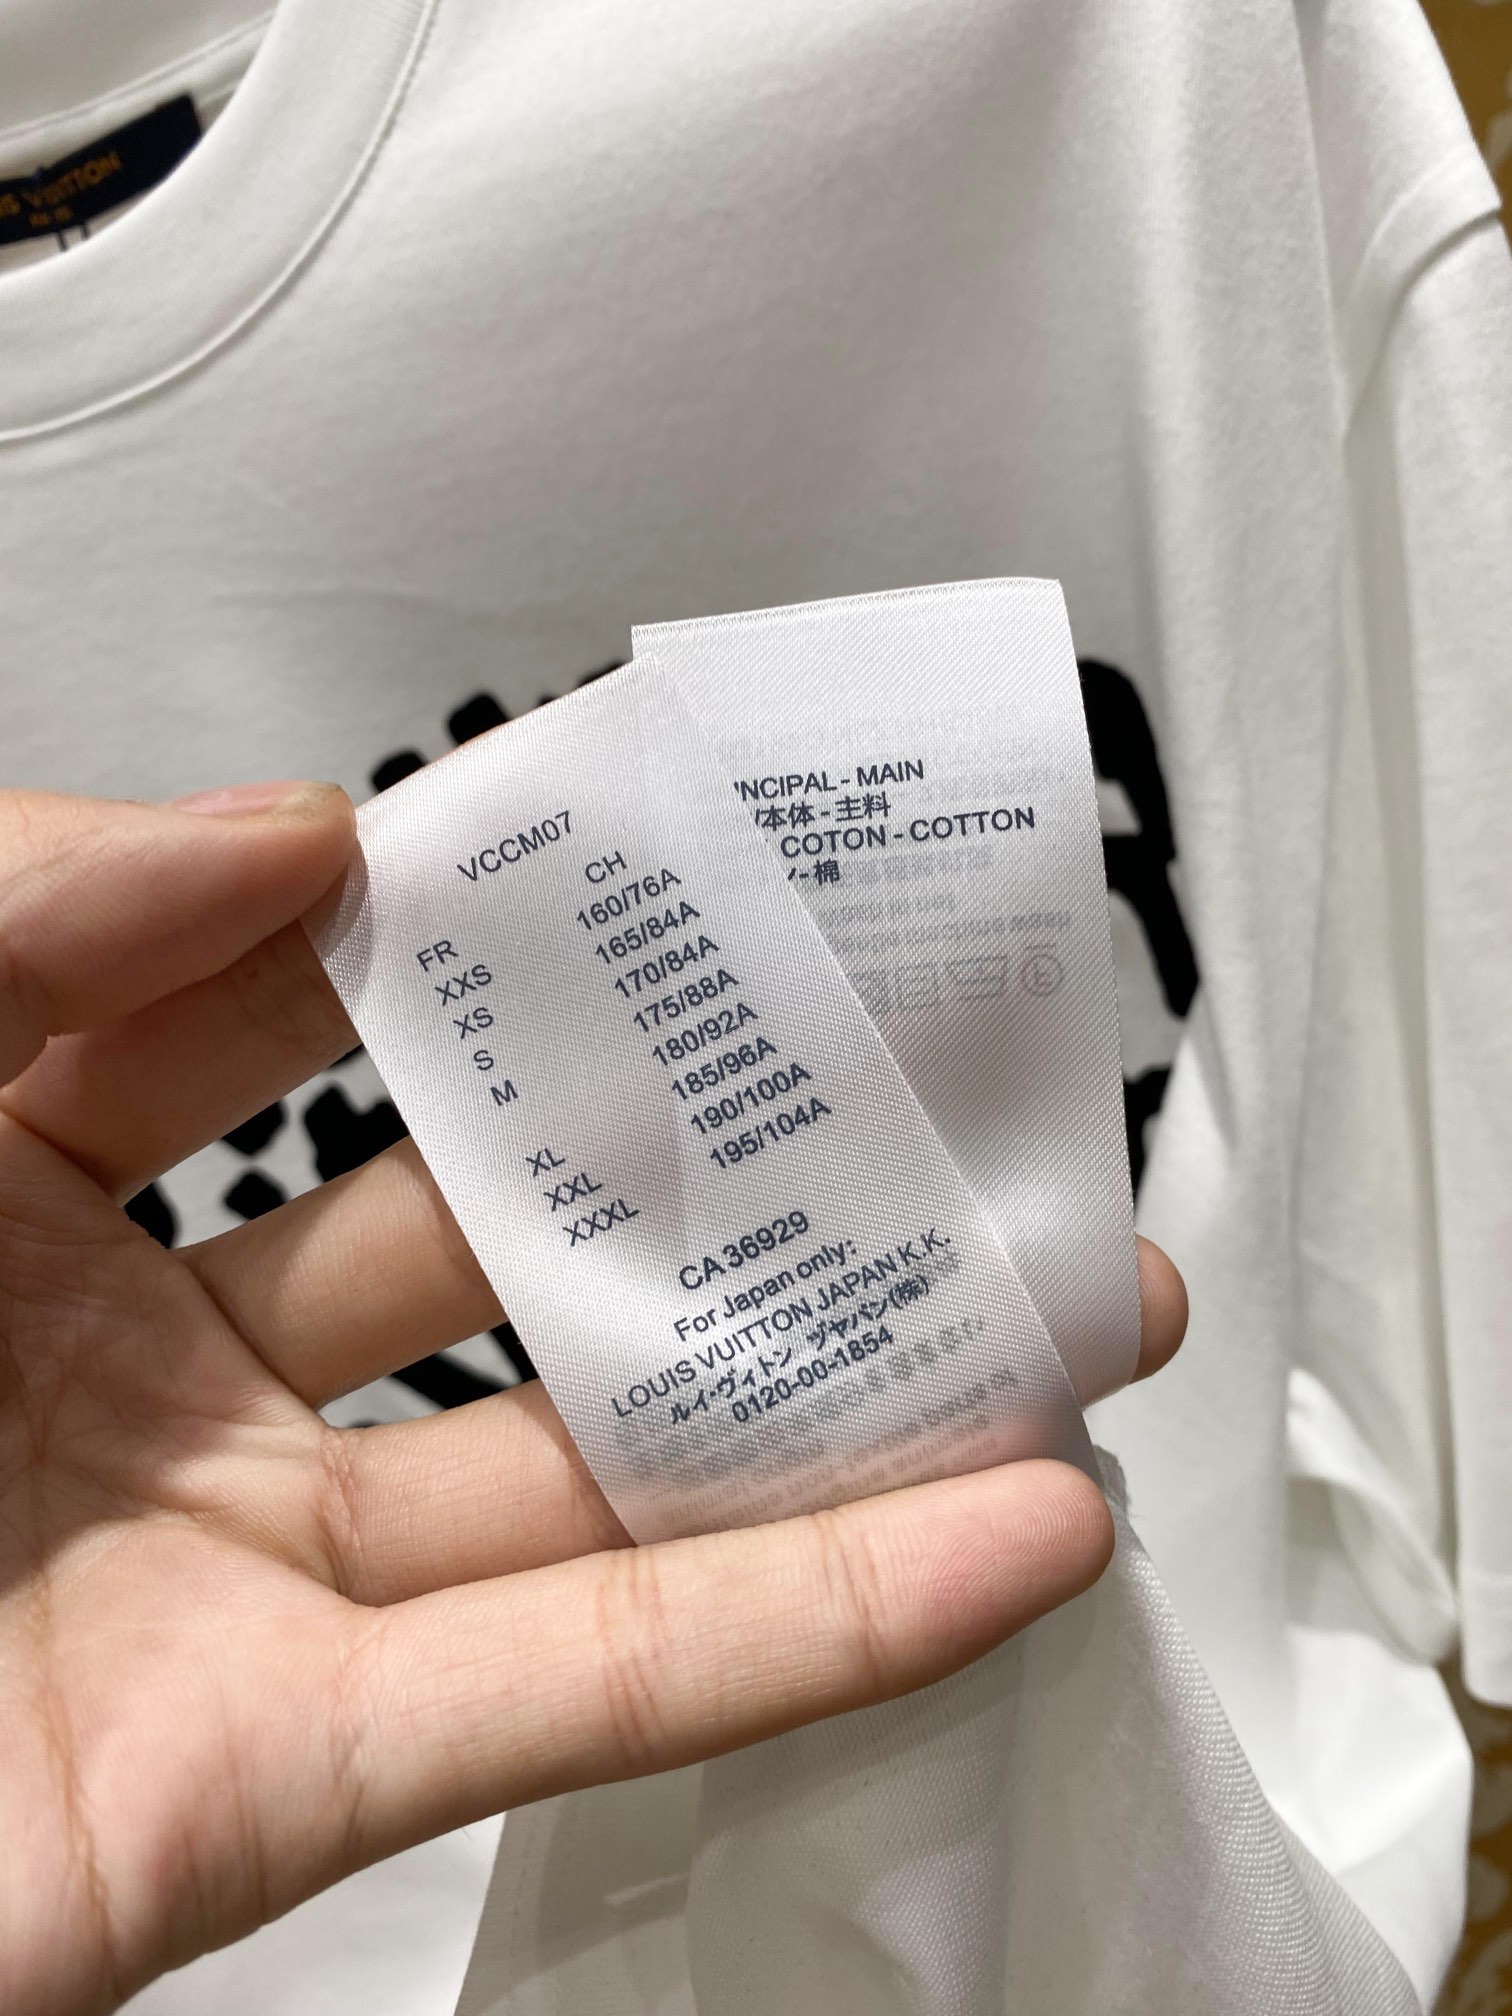 VUITTON
VCCM07
FR CH
XXS 160/76A
XS 165/84A
S 170/84A
M 175/88A
180/92A
XL 185/96A
XXL 190/100A
XXXL 195/104A
CA 36929
For Japan only:
LOUIS VUITTON JAPAN K.K.
ルイ・ヴィトン ジャパン(株)
0120-00-1854
NCIPAL - MAIN
本体 - 主料
COTON - COTTON
- 棉